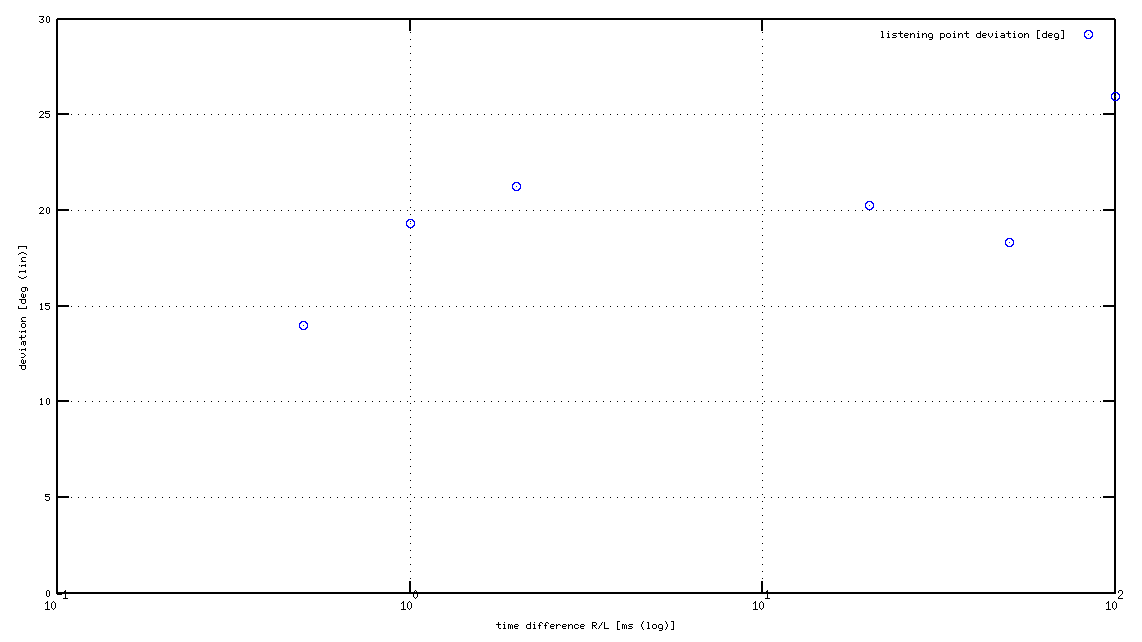 30
listening point deviation [deg]
25
20
15
10
5
0
deviation [deg (lin)]
10^-1 10^0 10^1 10^2
time difference R/L [ms (log)]